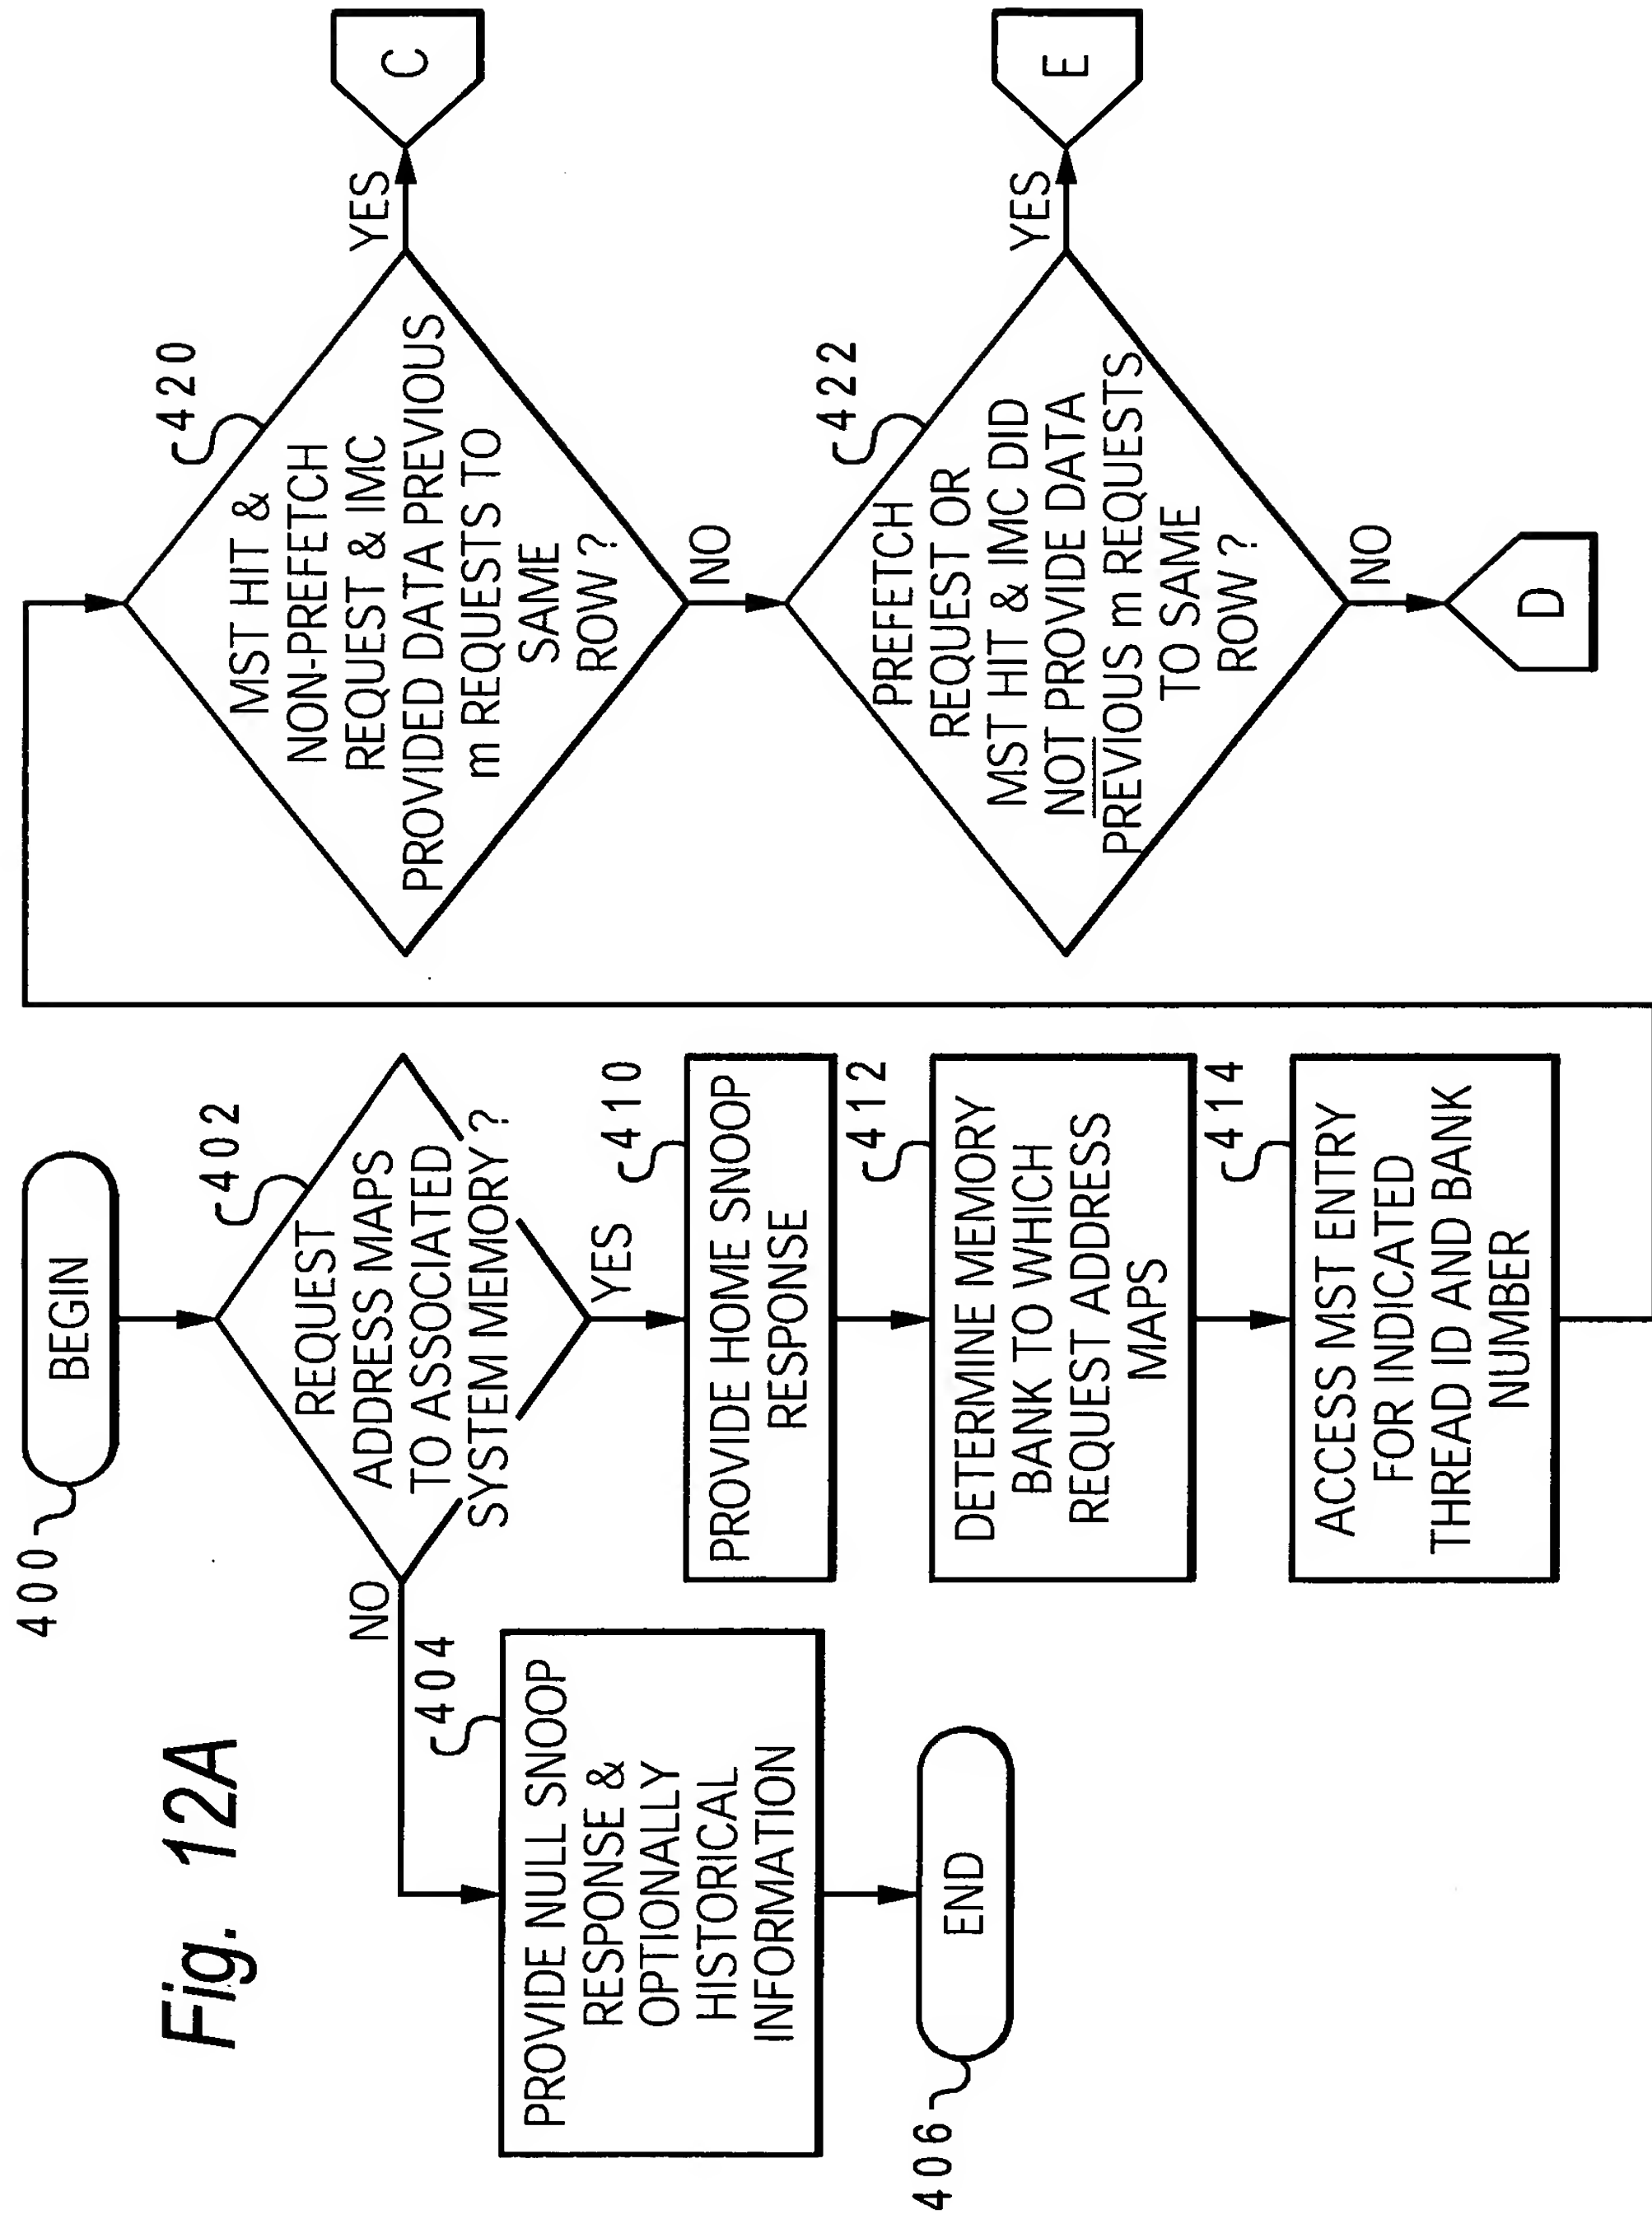 Fig. 12A
400
BEGIN
402
REQUEST
ADDRESS MAPS
TO ASSOCIATED
SYSTEM MEMORY ?
NO
YES
404
PROVIDE NULL SNOOP
RESPONSE &
OPTIONALLY
HISTORICAL
INFORMATION
406
END
410
PROVIDE HOME SNOOP
RESPONSE
412
DETERMINE MEMORY
BANK TO WHICH
REQUEST ADDRESS
MAPS
414
ACCESS MST ENTRY
FOR INDICATED
THREAD ID AND BANK
NUMBER
420
MST HIT &
NON-PREFETCH
REQUEST & IMC
PROVIDED DATA PREVIOUS
m REQUESTS TO
SAME
ROW ?
YES
C
NO
422
PREFETCH
REQUEST OR
MST HIT & IMC DID
NOT PROVIDE DATA
PREVIOUS m REQUESTS
TO SAME
ROW ?
YES
E
NO
D